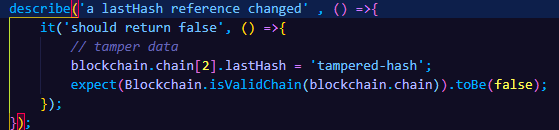 describe('a lastHash reference changed' , () =>{
it('should return false', () =>{
// tamper data
blockchain.chain[2].lastHash = 'tampered-hash';
expect(Blockchain.isValidChain(blockchain.chain)).toBe(false);
});
});